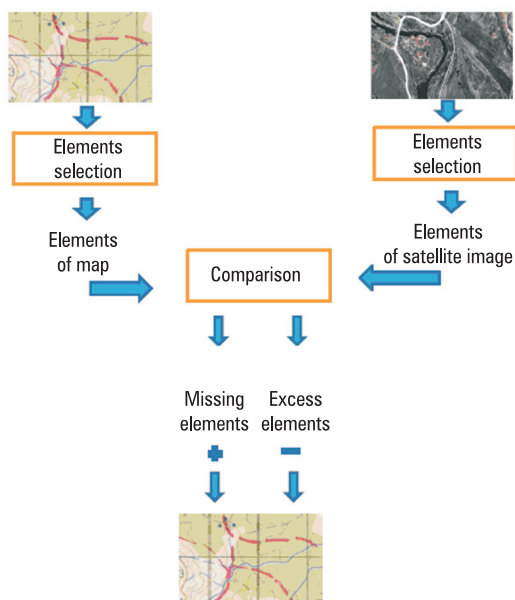 Elements
selection
Elements
selection
Elements
of map
Elements
of satellite image
Comparison
Missing
elements
Excess
elements